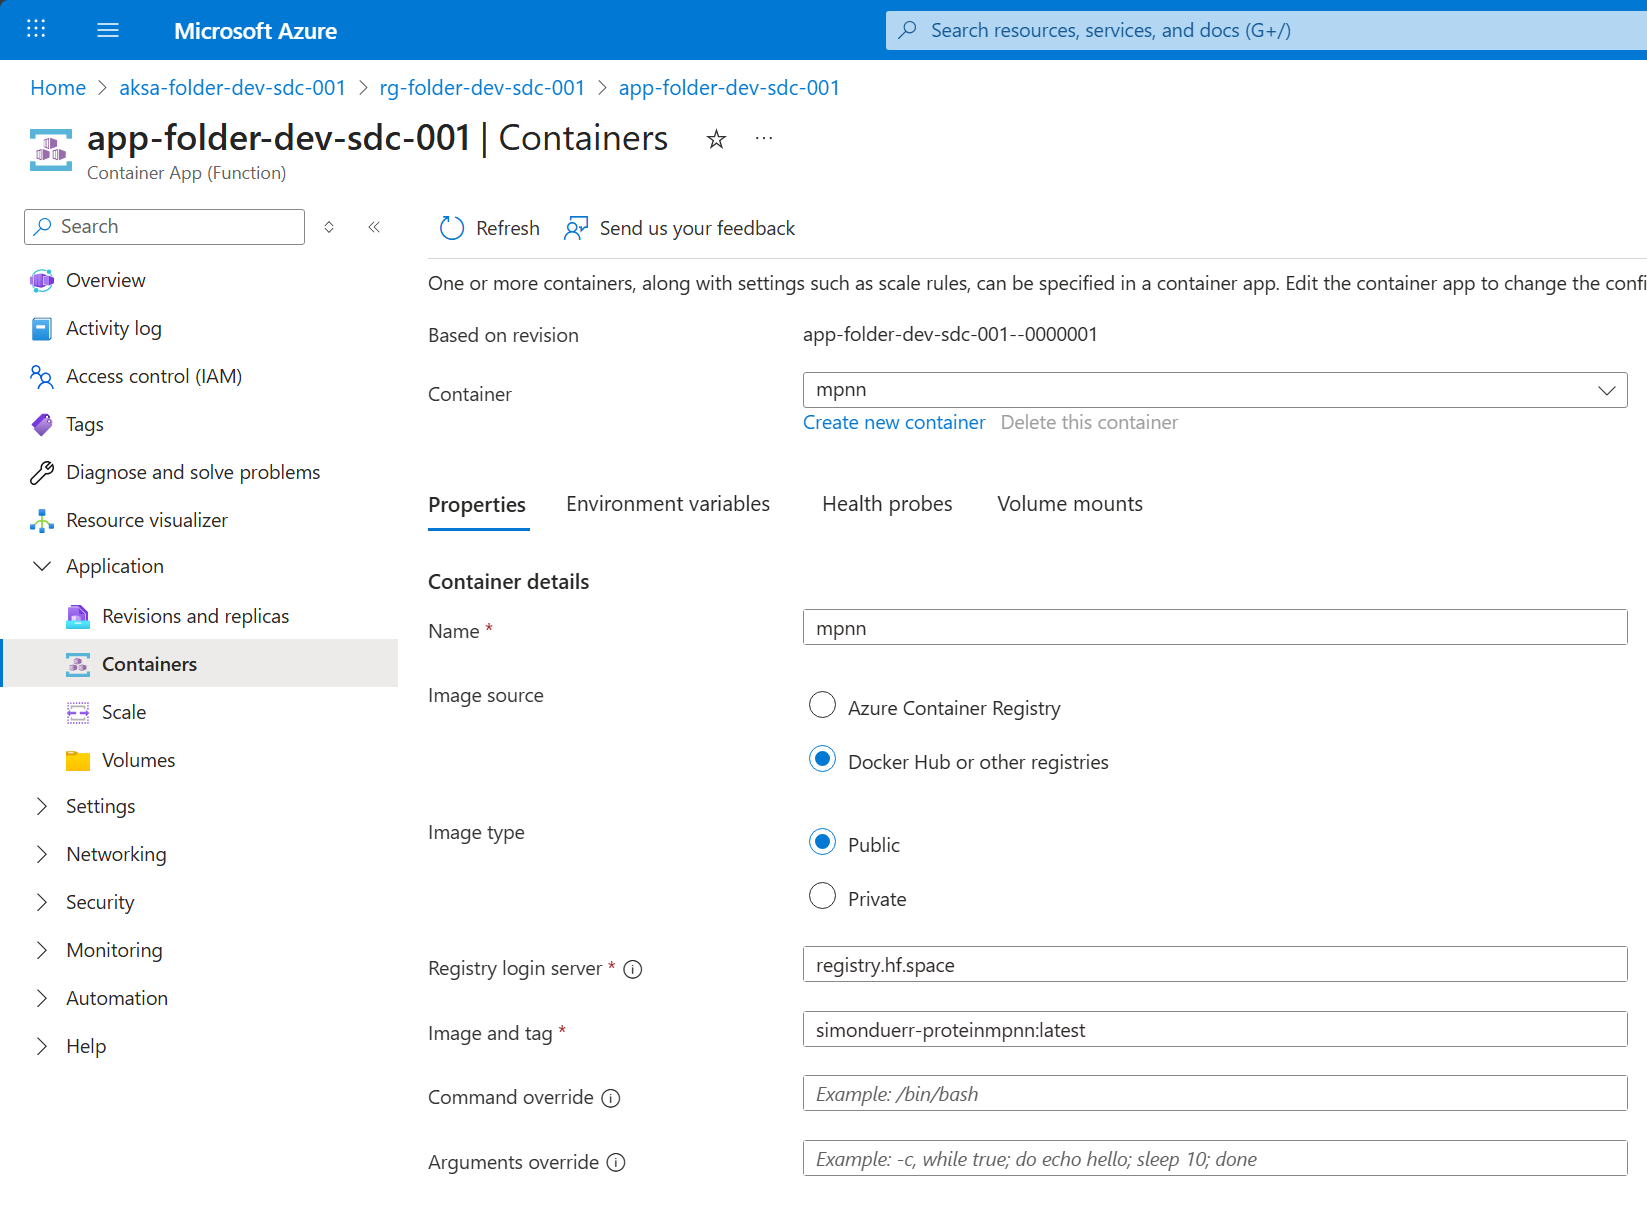 Microsoft Azure
Search resources, services, and docs (G+/)
Home > aksa-folder-dev-sdc-001 > rg-folder-dev-sdc-001 > app-folder-dev-sdc-001
app-folder-dev-sdc-001 | Containers
Container App (Function)
Search
Overview
Activity log
Access control (IAM)
Tags
Diagnose and solve problems
Resource visualizer
Application
Revisions and replicas
Containers
Scale
Volumes
Settings
Networking
Security
Monitoring
Automation
Help
Refresh
Send us your feedback
One or more containers, along with settings such as scale rules, can be specified in a container app. Edit the container app to change the confi
Based on revision
app-folder-dev-sdc-001--0000001
Container
mpnn
Create new container Delete this container
Properties Environment variables Health probes Volume mounts
Container details
Name *
mpnn
Image source
Azure Container Registry
Docker Hub or other registries
Image type
Public
Private
Registry login server *
registry.hf.space
Image and tag *
simonduerr-proteinmpnn:latest
Command override
Example: /bin/bash
Arguments override
Example: -c, while true; do echo hello; sleep 10; done